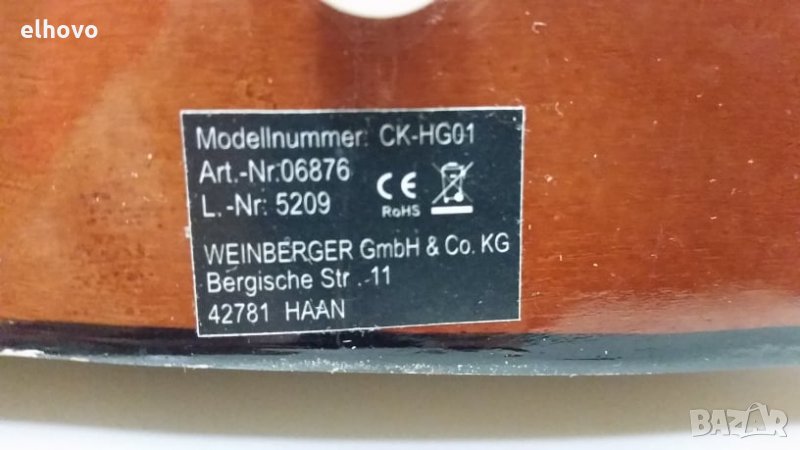 elhovo
Modellnummer: CK-HG01
Art.-Nr:06876
L.-Nr: 5209
CE
RoHS
WEINBERGER GmbH & Co. KG
Bergische Str .-11
42781 HAAN
BAZAR